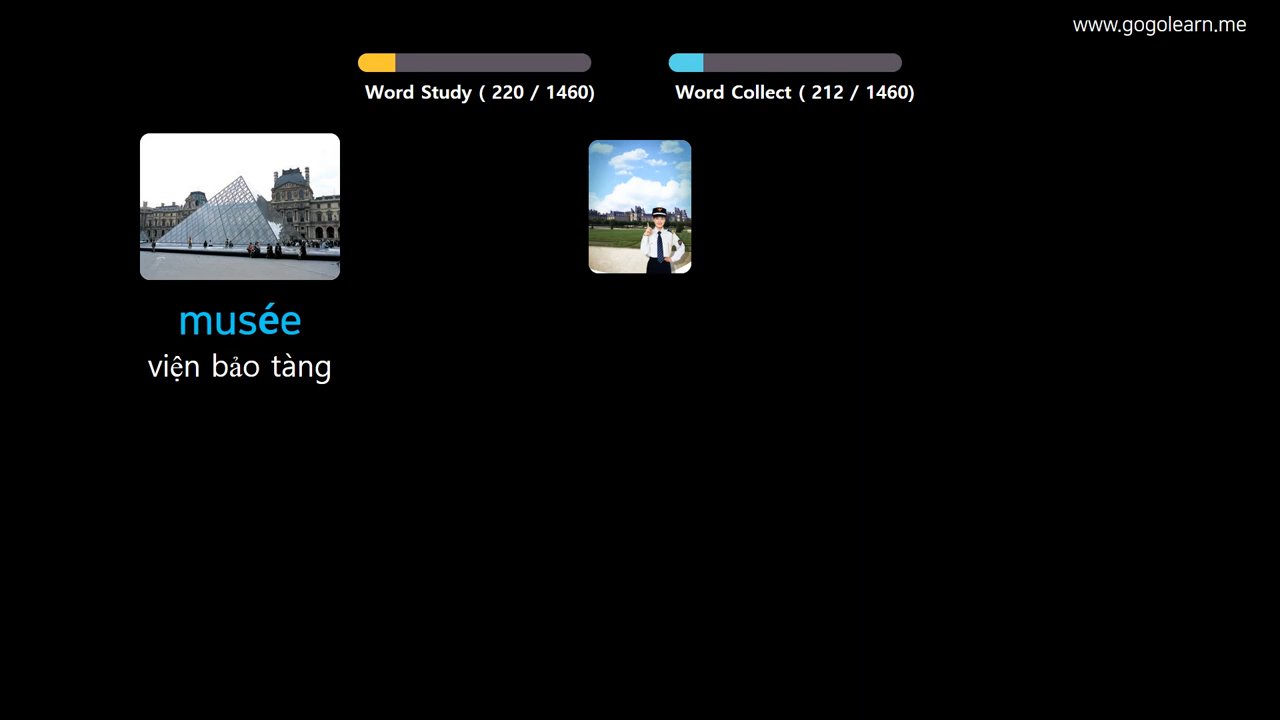 www.gogolearn.me
Word Study ( 220 / 1460)
Word Collect ( 212 / 1460)
musée
viện bảo tàng